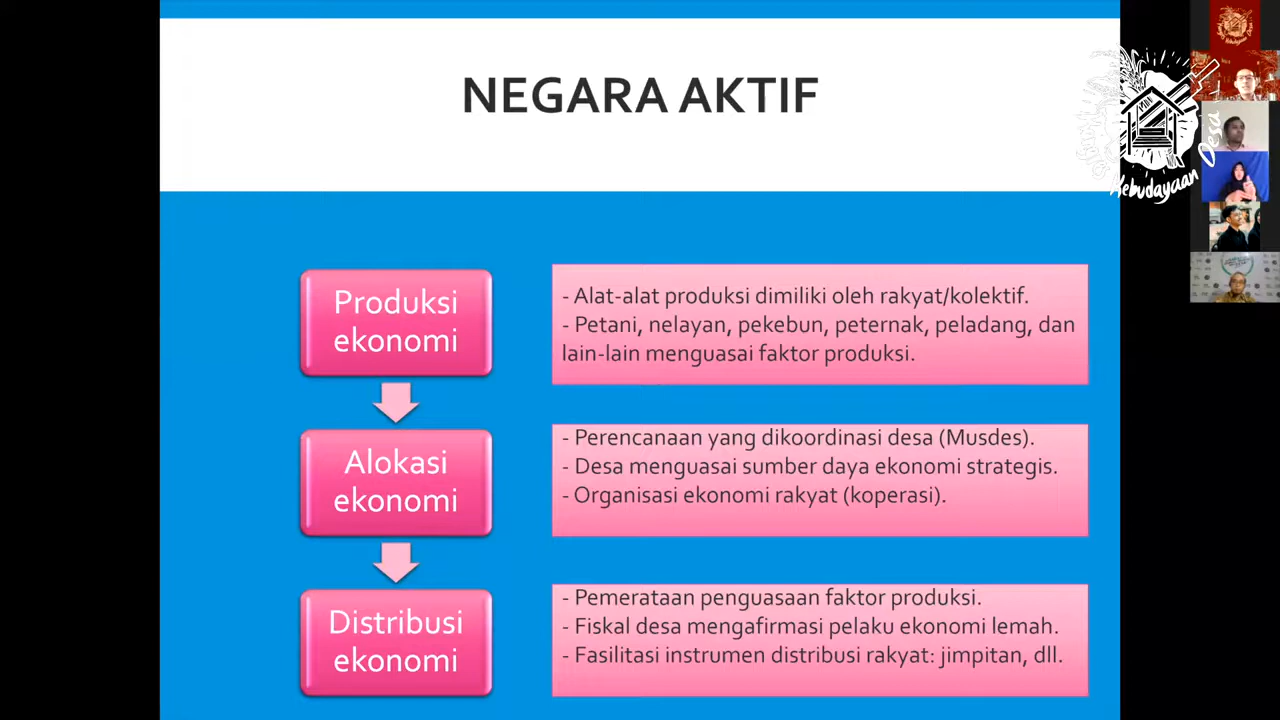 NEGARA AKTIF
Produksi
ekonomi
- Alat-alat produksi dimiliki oleh rakyat/kolektif.
- Petani, nelayan, pekebun, peternak, peladang, dan
lain-lain menguasai faktor produksi.
Alokasi
ekonomi
- Perencanaan yang dikoordinasi desa (Musdes).
- Desa menguasai sumber daya ekonomi strategis.
- Organisasi ekonomi rakyat (koperasi).
Distribusi
ekonomi
- Pemerataan penguasaan faktor produksi.
- Fiskal desa mengafirmasi pelaku ekonomi lemah.
- Fasilitasi instrumen distribusi rakyat: jimpitan, dll.
Kebudayaan Desa